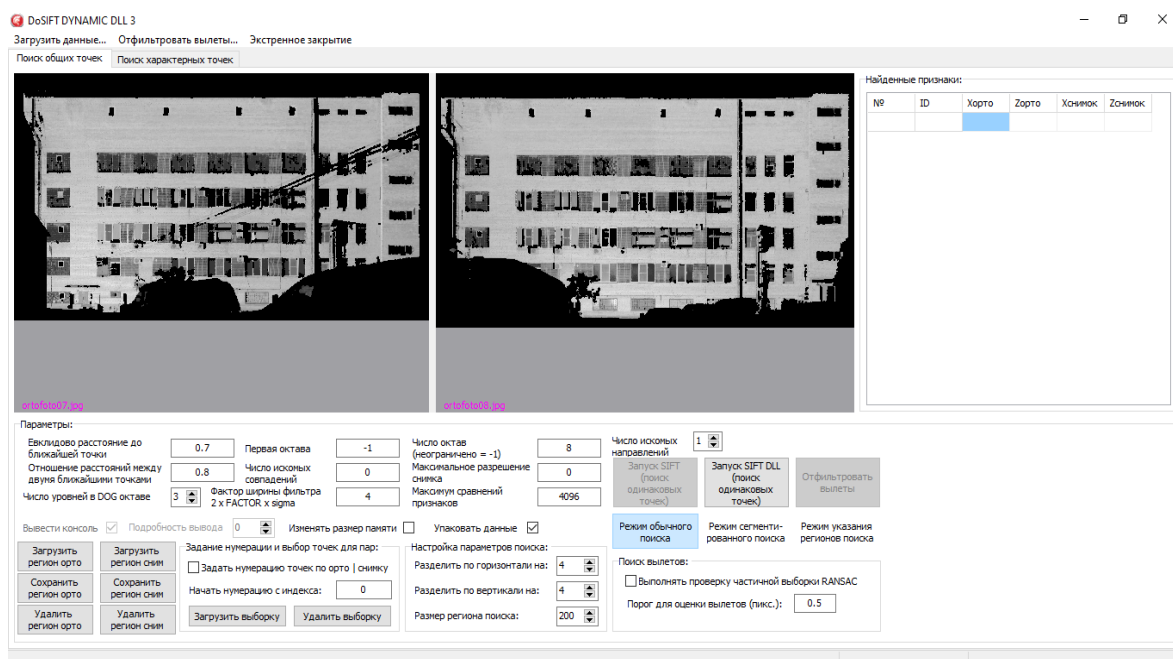 DoSIFT DYNAMIC DLL 3
Загрузить данные... Отфильтровать вылеты... Экстренное закрытие
Поиск общих точек Поиск характерных точек
Найденные признаки:
№ ID Xорто Zорто Xснимок Zснимок
ortofoto07.jpg
ortofoto08.jpg
Параметры:
Евклидово расстояние до
ближайшей точки
0.7
Первая октава
-1
Число октав
(неограничено = -1)
8
Число искомых
направлений
1
Отношение расстояний между
двумя ближайшими точками
0.8
Число искомых
совпадений
0
Максимальное разрешение
снимка
0
Число уровней в DOG октаве
3
Фактор ширины фильтра
2 x FACTOR x sigma
4
Максимум сравнений
признаков
4096
Запуск SIFT
(поиск
одинаковых
точек)
Запуск SIFT DLL
(поиск
одинаковых
точек)
Отфильтровать
вылеты
Вывести консоль Подробность вывода 0 Изменять размер памяти Упаковать данные
Режим обычного
поиска
Режим сегменти-
рованного поиска
Режим указания
регионов поиска
Загрузить
регион орто
Загрузить
регион сним
Сохранить
регион орто
Сохранить
регион сним
Удалить
регион орто
Удалить
регион сним
Задание нумерации и выбор точек для пар:
Задать нумерацию точек по орто | снимку
Начать нумерацию с индекса: 0
Загрузить выборку Удалить выборку
Настройка параметров поиска:
Разделить по горизонтали на: 4
Разделить по вертикали на: 4
Размер региона поиска: 200
Поиск вылетов:
Выполнять проверку частичной выборки RANSAC
Порог для оценки вылетов (пикс.): 0.5